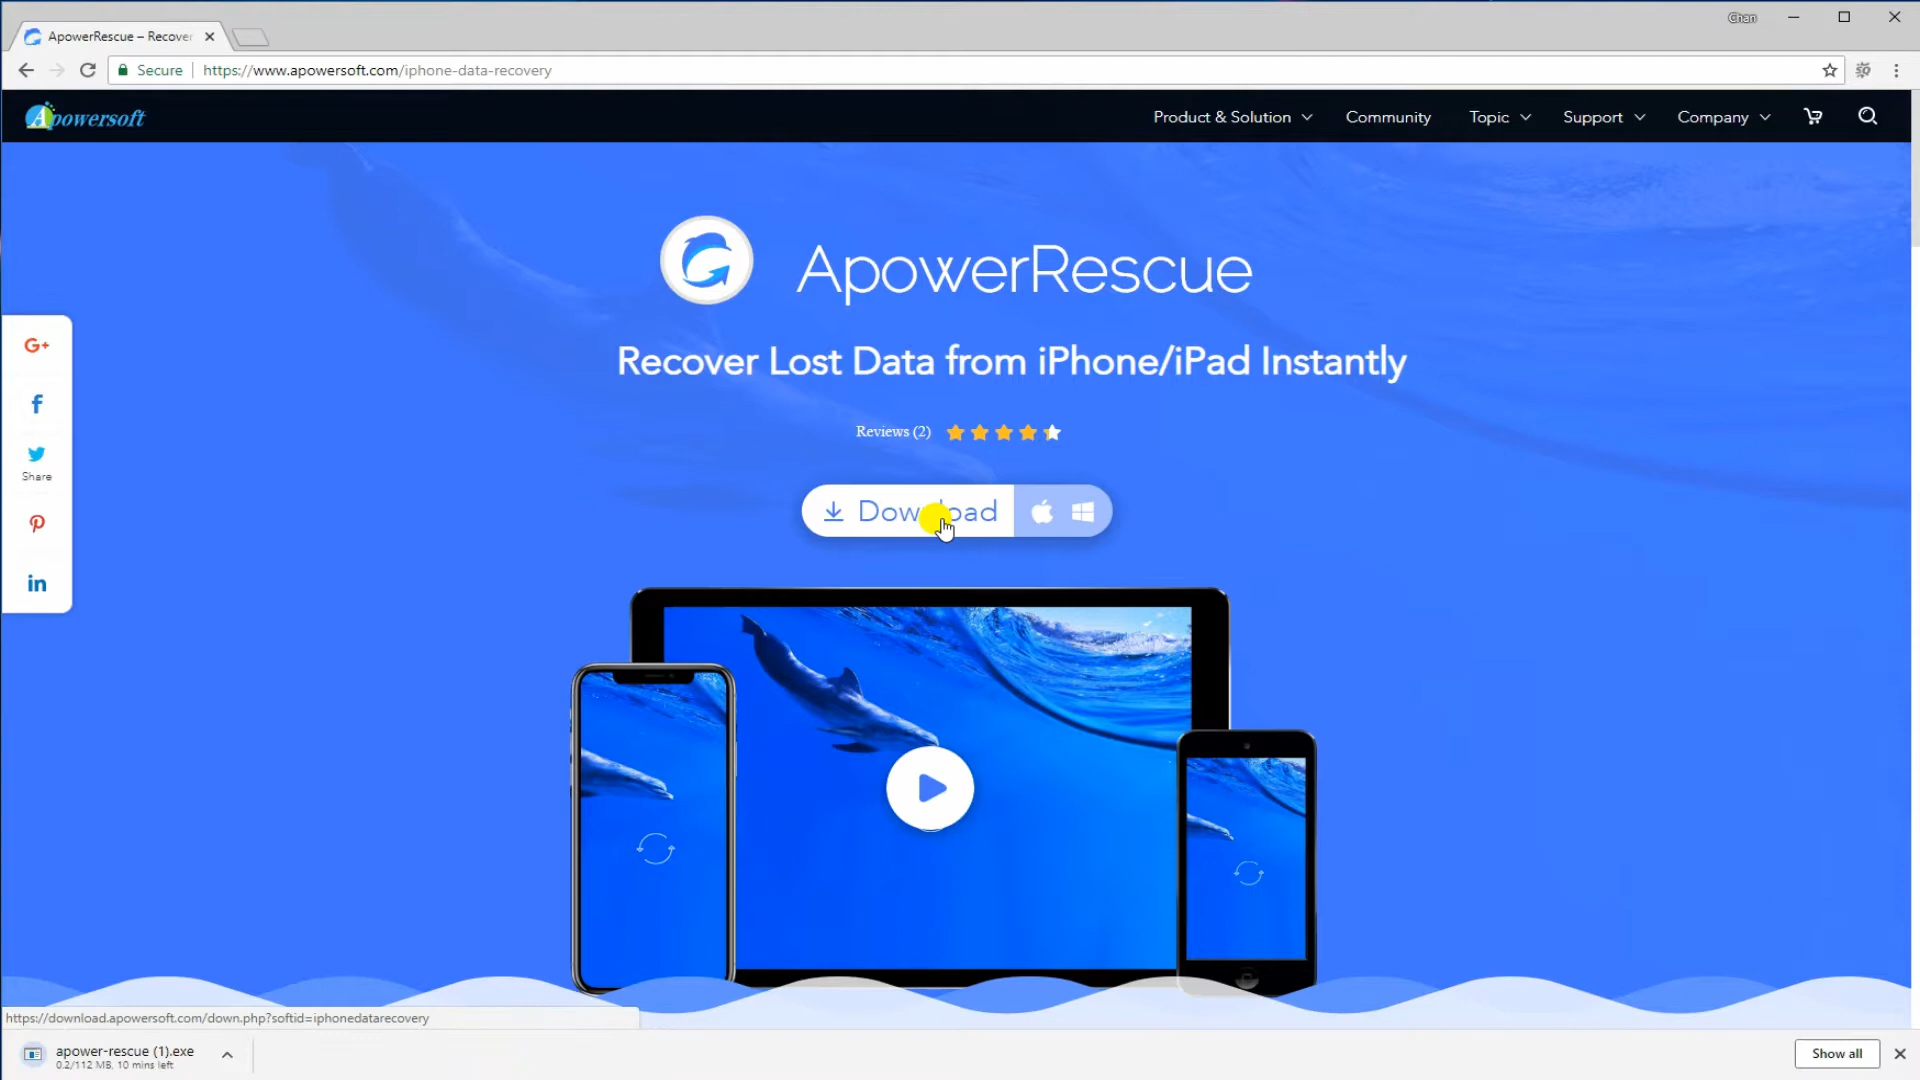 Chan
ApowerRescue – Recover
Secure
https://www.apowersoft.com/iphone-data-recovery
Apowersoft
Product & Solution
Community
Topic
Support
Company
ApowerRescue
Recover Lost Data from iPhone/iPad Instantly
Reviews (2)
Download
G+
f
Share
in
https://download.apowersoft.com/down.php?softid=iphonedatarecovery
apower-rescue (1).exe
0.2/112 MB, 10 mins left
Show all